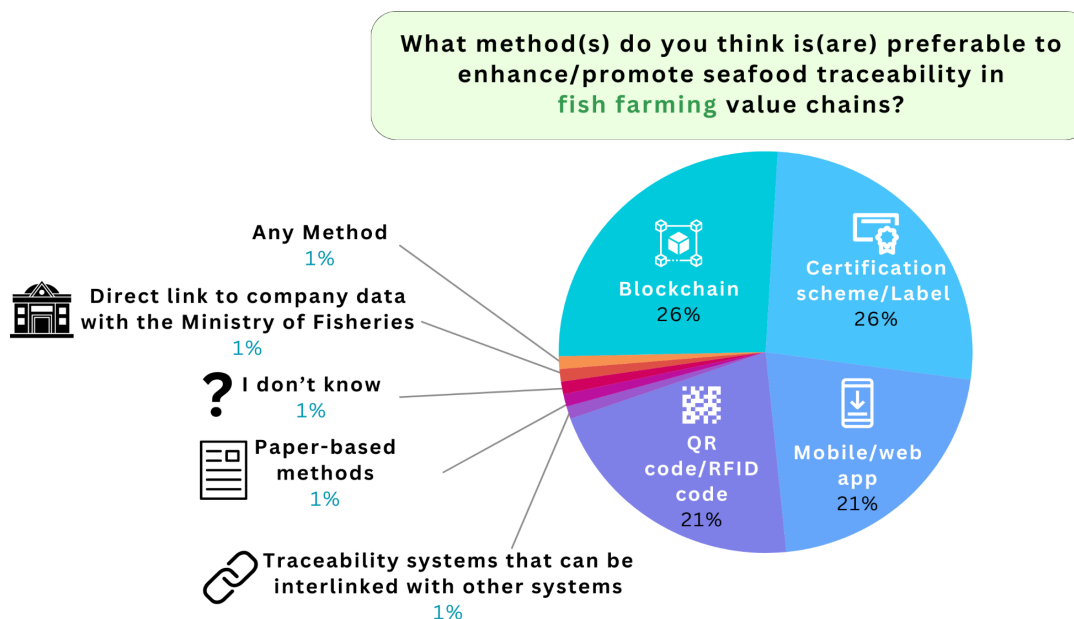 What method(s) do you think is(are) preferable to
enhance/promote seafood traceability in
fish farming value chains?
Blockchain
26%
Certification
scheme/Label
26%
Mobile/web
app
21%
QR
code/RFID
code
21%
Any Method
1%
Direct link to company data
with the Ministry of Fisheries
1%
I don’t know
1%
Paper-based
methods
1%
Traceability systems that can be
interlinked with other systems
1%